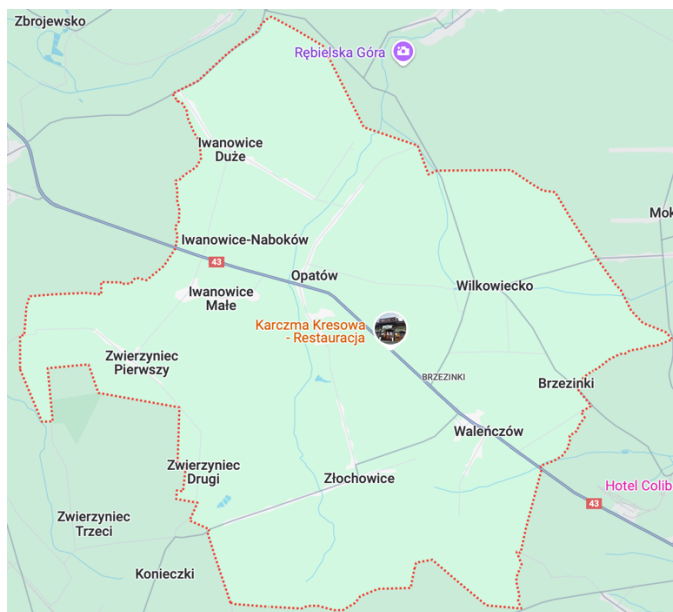 Zbrojewsko
Rębielska Góra
Iwanowice
Duże
Mok
Iwanowice-Naboków
43
Opatów
Iwanowice
Małe
Wilkowiecko
Karczma Kresowa
- Restauracja
Zwierzyniec
Pierwszy
BRZEZINKI
Brzezinki
Waleńczów
Zwierzyniec
Drugi
Złochowice
Hotel Colib
43
Zwierzyniec
Trzeci
Konieczki